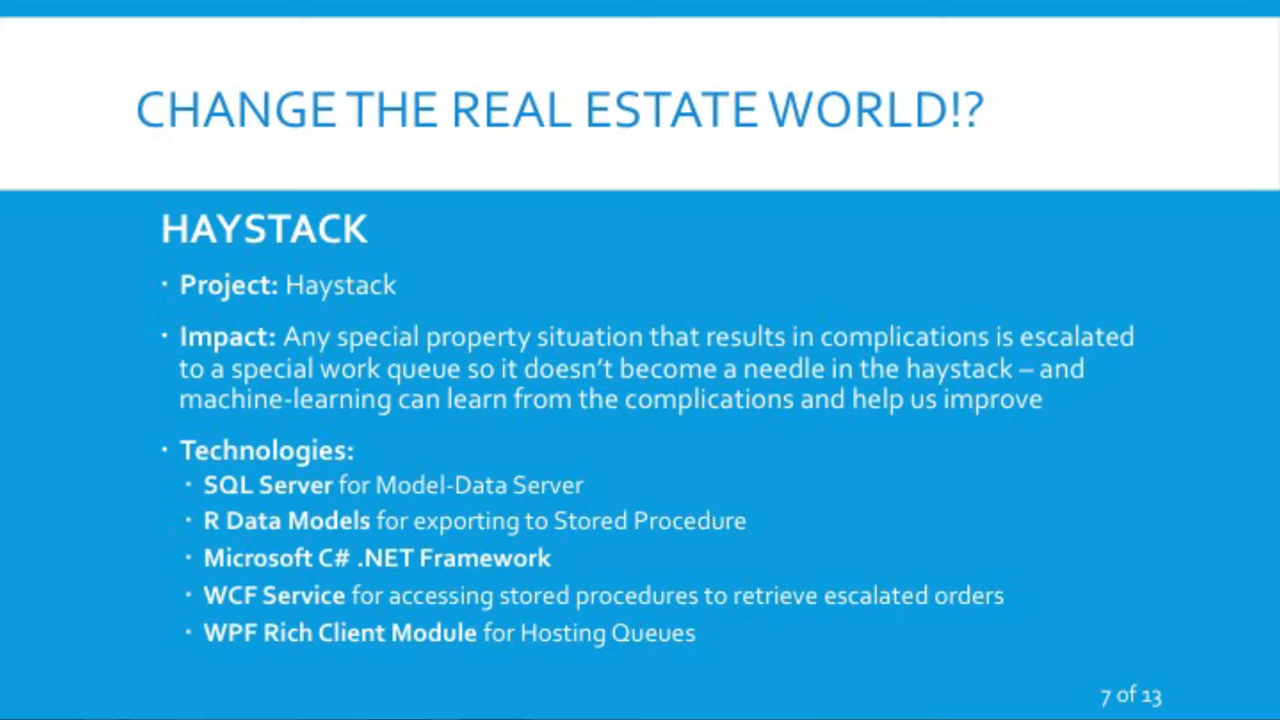 CHANGE THE REAL ESTATE WORLD!?
HAYSTACK
· Project: Haystack
· Impact: Any special property situation that results in complications is escalated
to a special work queue so it doesn’t become a needle in the haystack – and
machine-learning can learn from the complications and help us improve
· Technologies:
· SQL Server for Model-Data Server
· R Data Models for exporting to Stored Procedure
· Microsoft C# .NET Framework
· WCF Service for accessing stored procedures to retrieve escalated orders
· WPF Rich Client Module for Hosting Queues
7 of 13